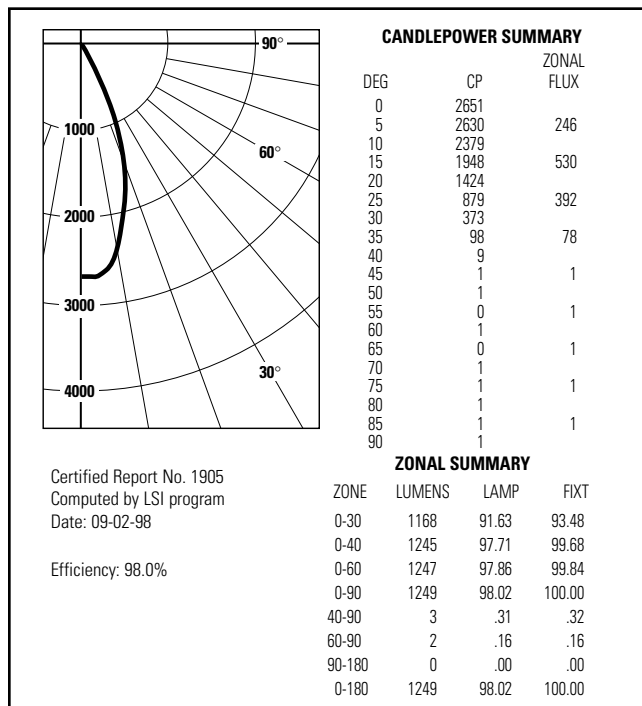 90°
60°
30°
1000
2000
3000
4000
Certified Report No. 1905
Computed by LSI program
Date: 09-02-98
Efficiency: 98.0%
CANDLEPOWER SUMMARY
ZONAL
DEG CP FLUX
0 2651
5 2630 246
10 2379
15 1948 530
20 1424
25 879 392
30 373
35 98 78
40 9
45 1 1
50 1
55 0 1
60 1
65 0 1
70 1
75 1 1
80 1
85 1 1
90 1
ZONAL SUMMARY
ZONE LUMENS LAMP FIXT
0-30 1168 91.63 93.48
0-40 1245 97.71 99.68
0-60 1247 97.86 99.84
0-90 1249 98.02 100.00
40-90 3 .31 .32
60-90 2 .16 .16
90-180 0 .00 .00
0-180 1249 98.02 100.00